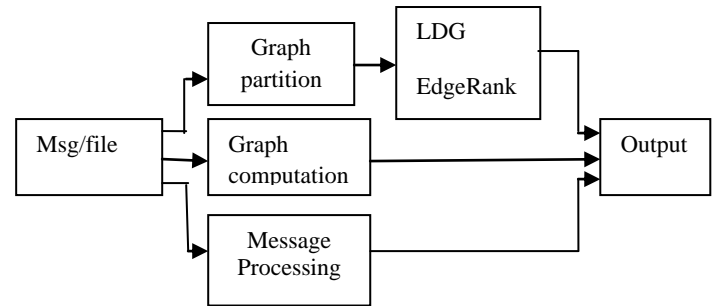 Graph
partition
LDG
EdgeRank
Msg/file
Graph
computation
Output
Message
Processing